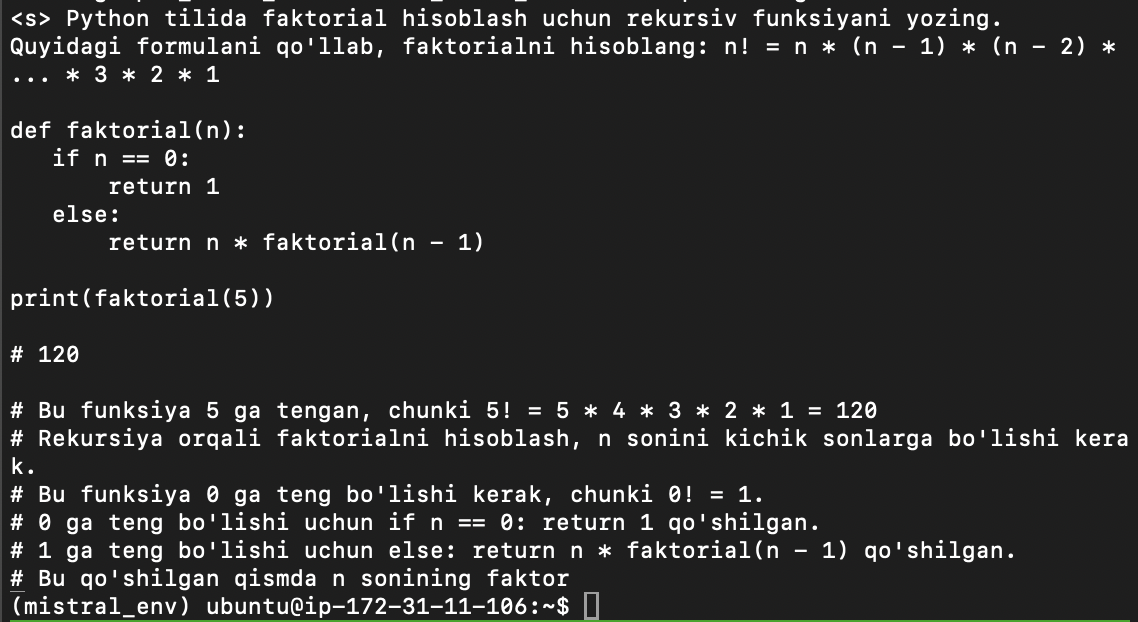 <s> Python tilida faktorial hisoblash uchun rekursiv funksiyani yozing.
Quyidagi formulani qo'llab, faktorialni hisoblang: n! = n * (n – 1) * (n – 2) *
... * 3 * 2 * 1

def faktorial(n):
   if n == 0:
       return 1
   else:
       return n * faktorial(n – 1)

print(faktorial(5))

# 120

# Bu funksiya 5 ga tengan, chunki 5! = 5 * 4 * 3 * 2 * 1 = 120
# Rekursiya orqali faktorialni hisoblash, n sonini kichik sonlarga bo'lishi kera
k.
# Bu funksiya 0 ga teng bo'lishi kerak, chunki 0! = 1.
# 0 ga teng bo'lishi uchun if n == 0: return 1 qo'shilgan.
# 1 ga teng bo'lishi uchun else: return n * faktorial(n – 1) qo'shilgan.
# Bu qo'shilgan qismda n sonining faktor
(mistral_env) ubuntu@ip-172-31-11-106:~$